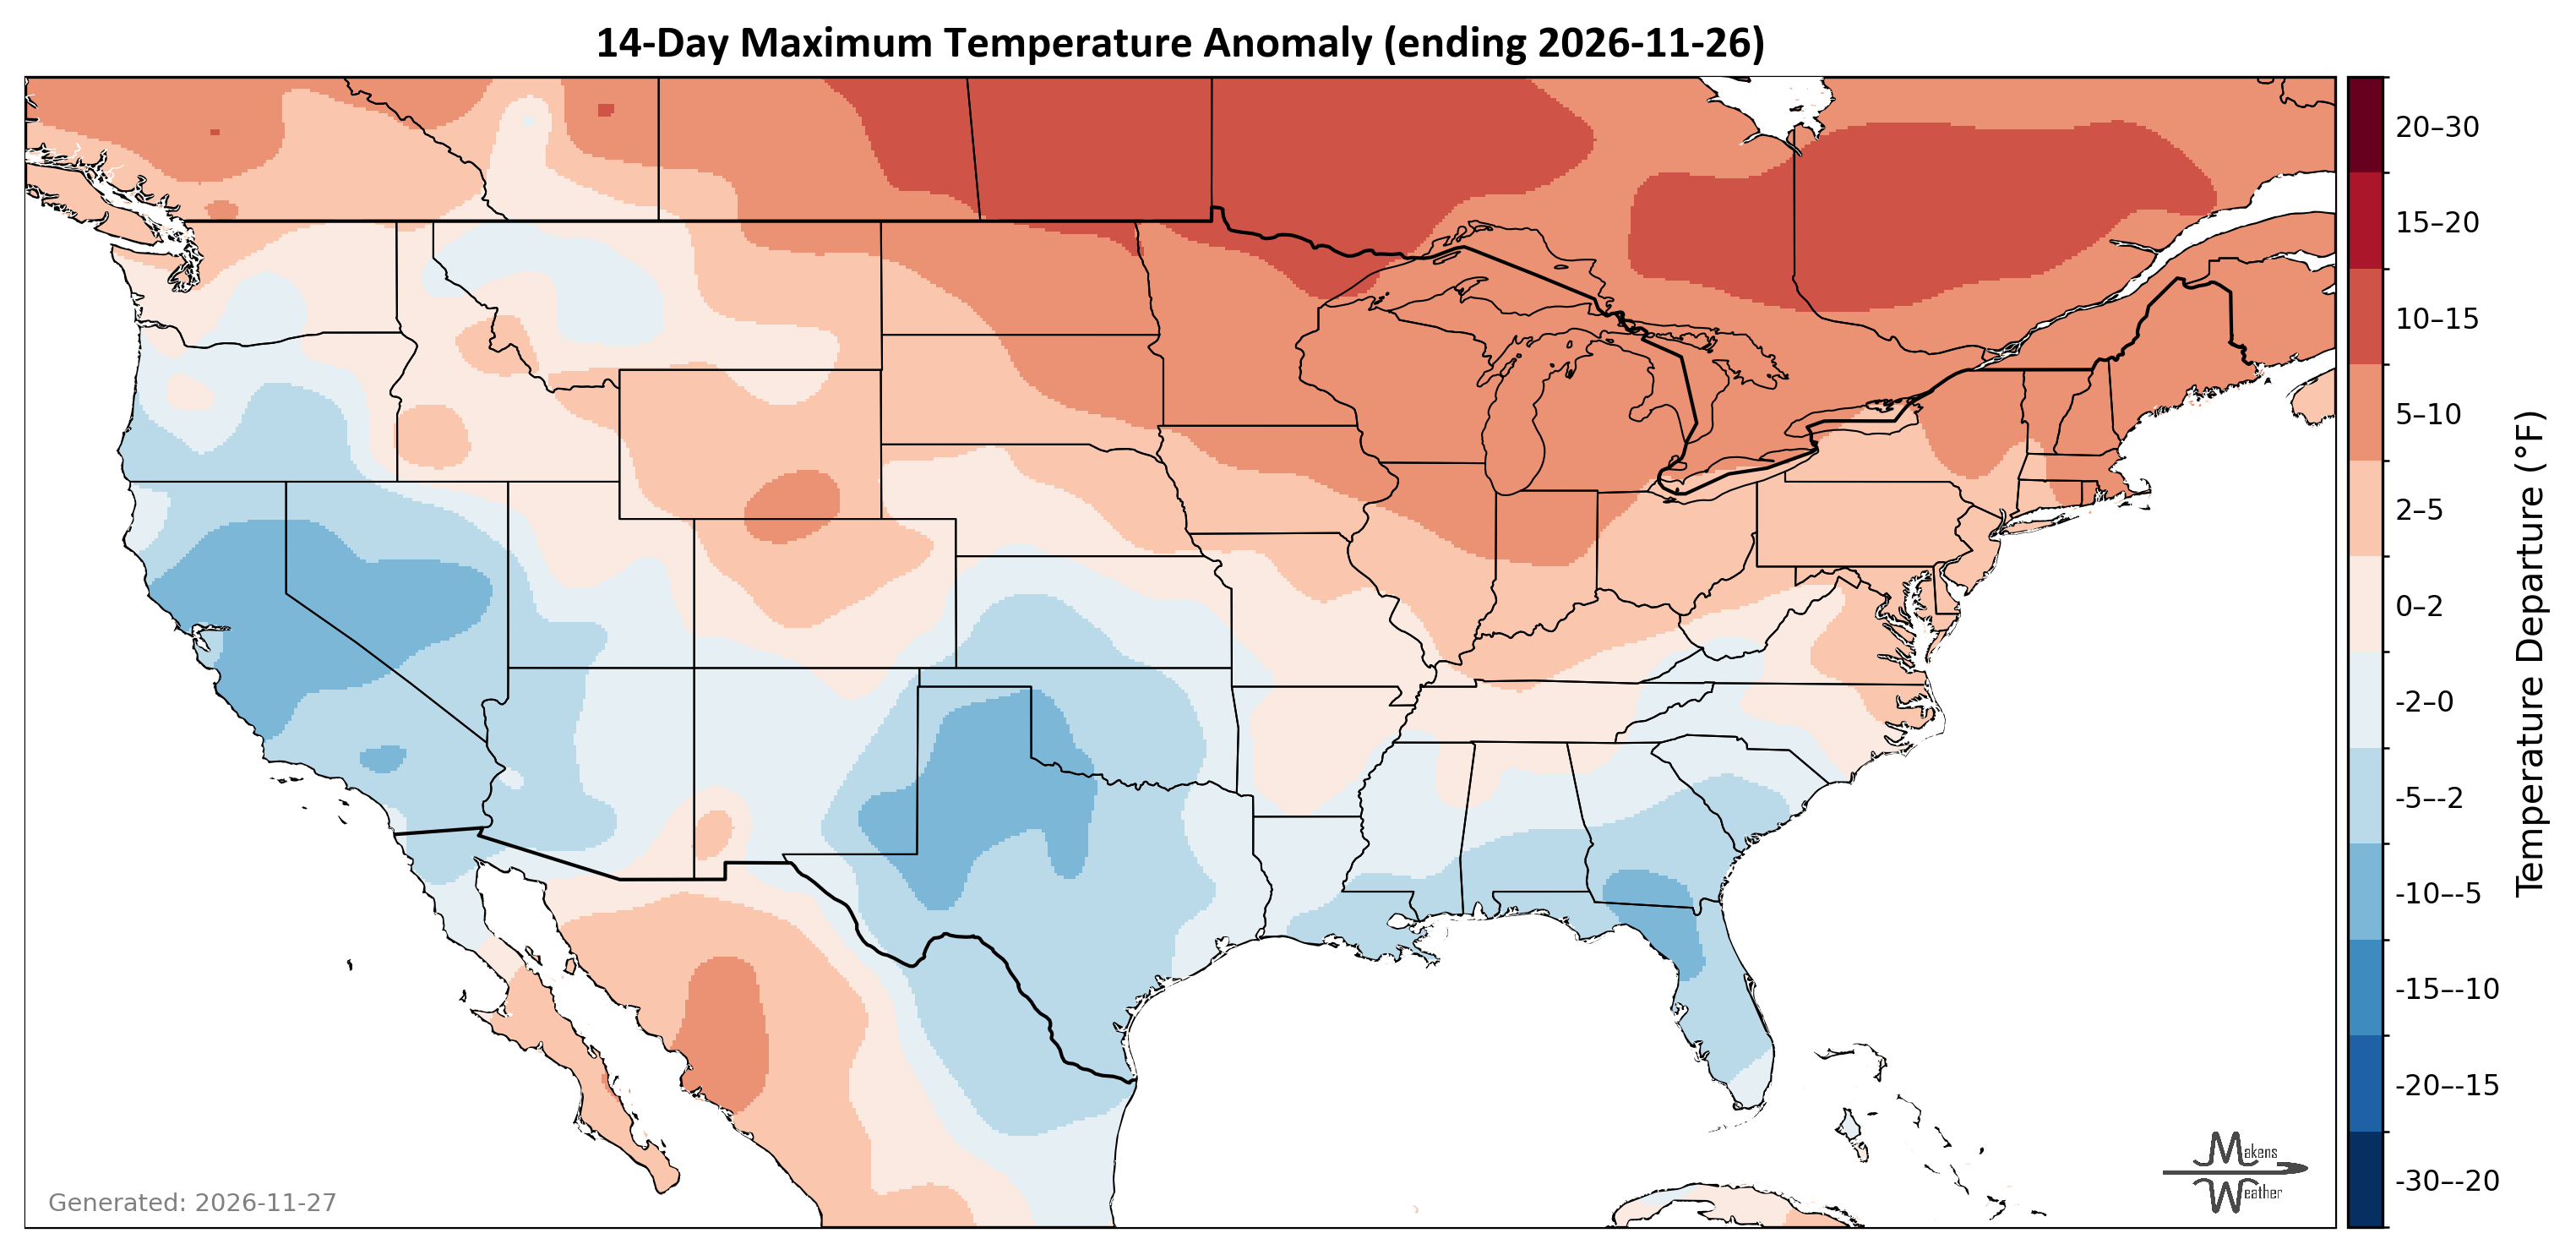 14-Day Maximum Temperature Anomaly (ending 2026-11-26)
20–30
15–20
10–15
5–10
2–5
0–2
-2–0
-5–-2
-10–-5
-15–-10
-20–-15
-30–-20
Temperature Departure (°F)
Generated: 2026-11-27
Makens
Weather